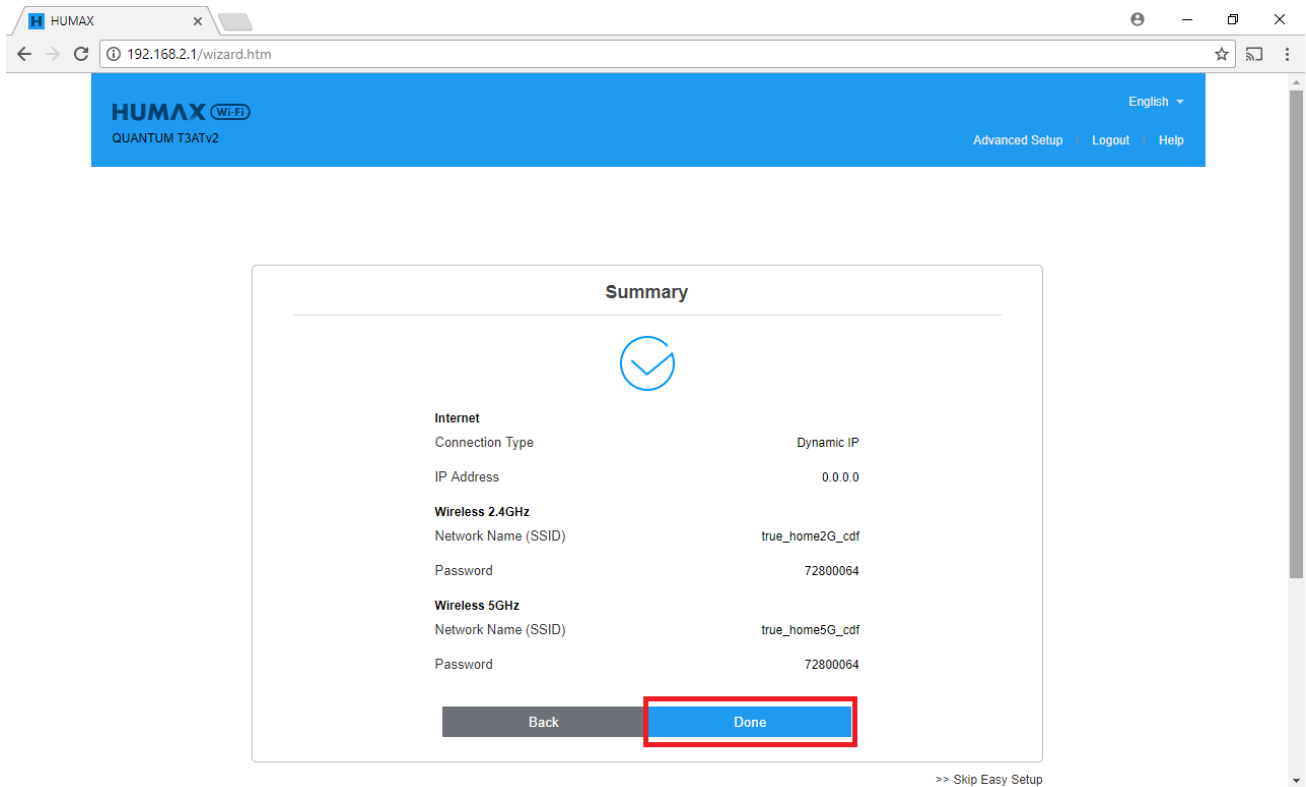 HUMAX
192.168.2.1/wizard.htm
HUMAX Wi-Fi
English
QUANTUM T3ATv2
Advanced Setup Logout Help
Summary
Internet
Connection Type Dynamic IP
IP Address 0.0.0.0
Wireless 2.4GHz
Network Name (SSID) true_home2G_cdf
Password 72800064
Wireless 5GHz
Network Name (SSID) true_home5G_cdf
Password 72800064
Back Done
>> Skip Easy Setup